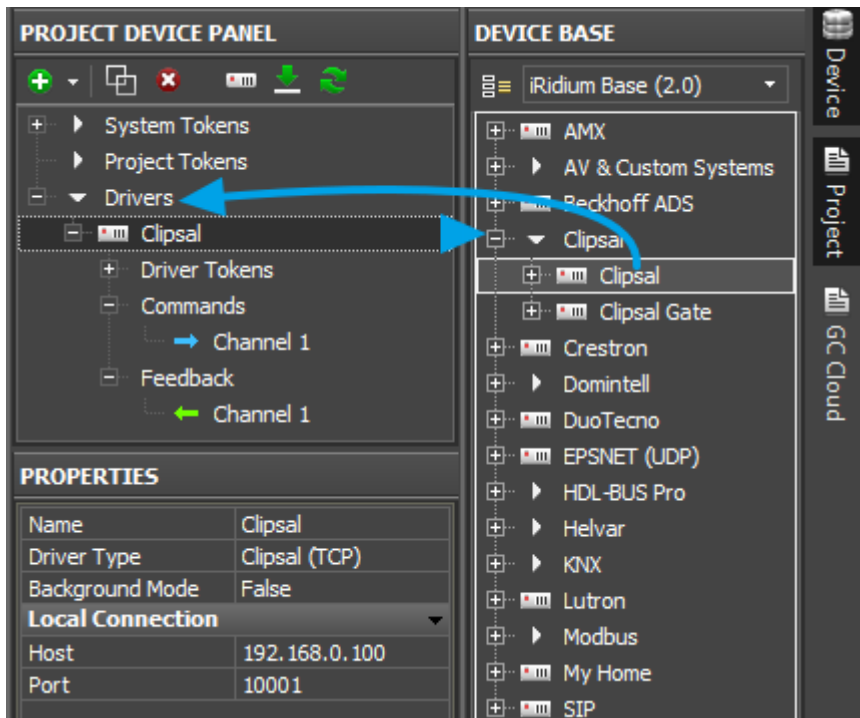 PROJECT DEVICE PANEL
System Tokens
Project Tokens
Drivers
Clipsal
Driver Tokens
Commands
Channel 1
Feedback
Channel 1
PROPERTIES
Name Clipsal
Driver Type Clipsal (TCP)
Background Mode False
Local Connection
Host 192.168.0.100
Port 10001
DEVICE BASE
iRidium Base (2.0)
AMX
AV & Custom Systems
Beckhoff ADS
Clipsal
Clipsal
Clipsal Gate
Crestron
Domintell
DuoTecno
EPSNET (UDP)
HDL-BUS Pro
Helvar
KNX
Lutron
Modbus
My Home
SIP
Device
Project
GC Cloud